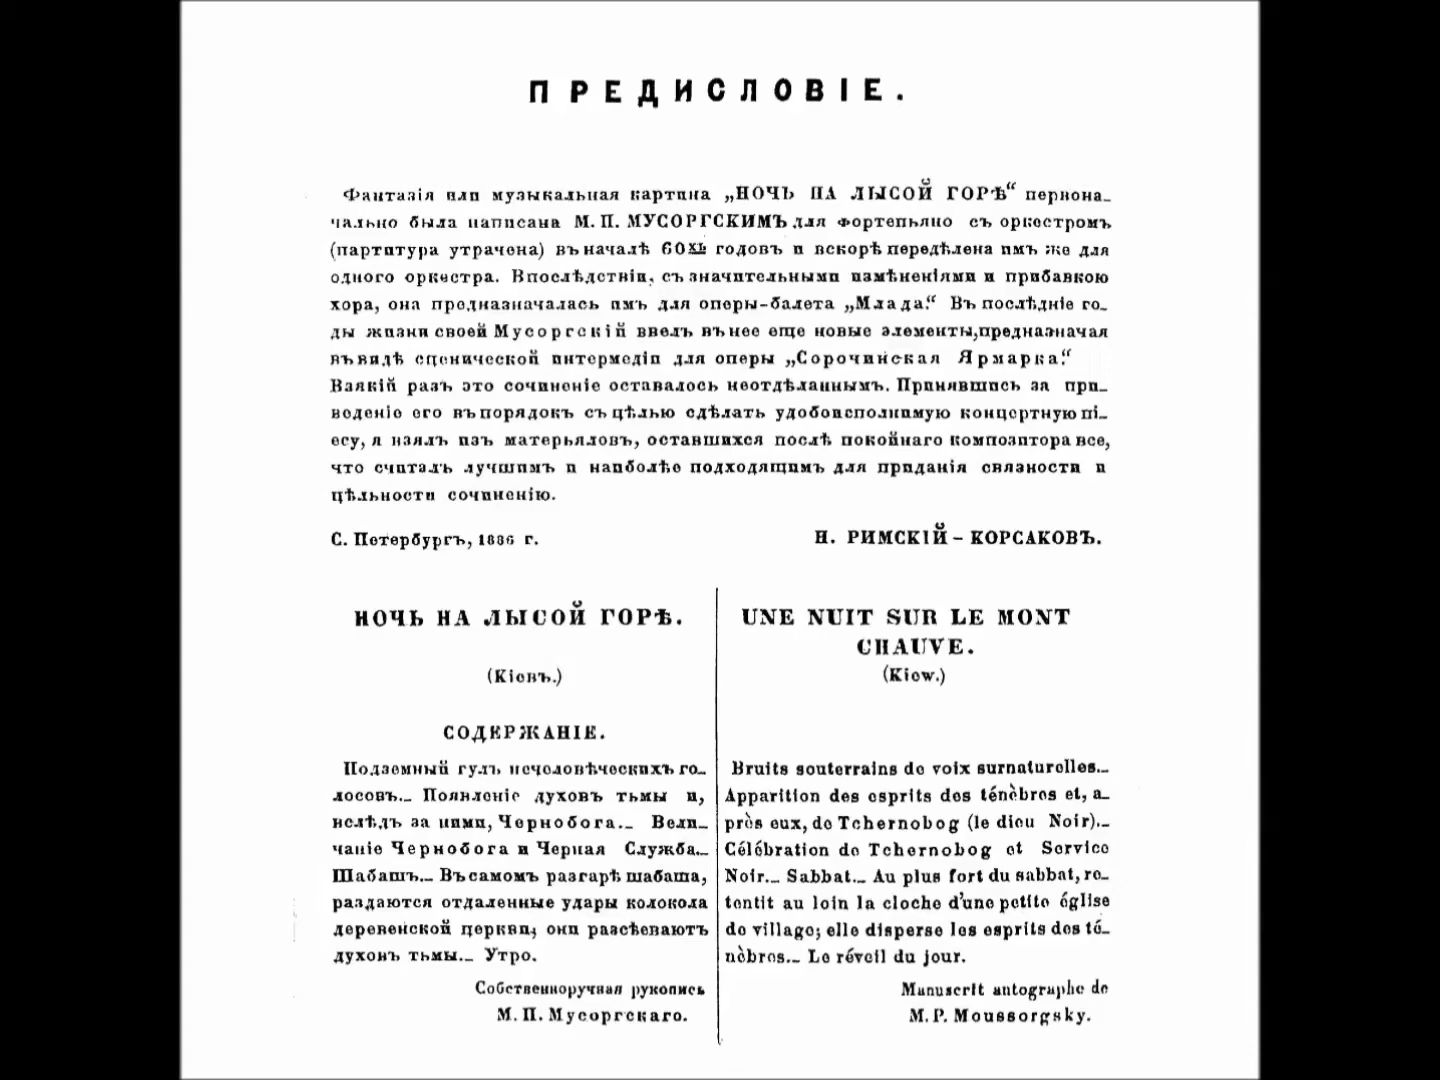 ПРЕДИСЛОВІЕ.
Фантазія или музыкальная картина „НОЧЬ НА ЛЫСОЙ ГОРѢ“ первона-
чально была написана М. П. МУСОРГСКИМЪ для фортепьяно съ оркестромъ
(партитура утрачена) въ началѣ 60хъ годовъ и вскорѣ передѣлена имъ же для
одного оркестра. Впослѣдствіи, съ значительными измѣненіями и прибавкою
хора, она предназначалась имъ для оперы-балета „Млада.“ Въ послѣдніе го-
ды жизни своей Мусоргскій ввелъ въ нее еще новые элементы, предназначая
въ видѣ сценической интермедіи для оперы „Сорочинская Ярмарка.“
Взякій разъ это сочиненіе оставалось неотдѣланнымъ. Принявшись за при-
веденіе его въ порядокъ съ цѣлью сдѣлать удобоисполнимую концертную пі-
есу, я взялъ изъ матерьяловъ, оставшихся послѣ покойнаго композитора все,
что считалъ лучшимъ и наиболѣе подходящимъ для приданія связности и
цѣльности сочиненію.
С. Петербургъ, 1886 г.
Н. РИМСКІЙ - КОРСАКОВЪ.
НОЧЬ НА ЛЫСОЙ ГОРѢ.
(Кіевъ.)
СОДЕРЖАНІЕ.
Подземный гулъ нечеловѣческихъ го-
лосовъ.– Появленіе духовъ тьмы и,
вслѣдъ за ними, Чернобога.– Вели-
чаніе Чернобога и Черная Служба.–
Шабашъ.– Въ самомъ разгарѣ шабаша,
раздаются отдаленные удары колокола
деревенской церкви; они разсѣеваютъ
духовъ тьмы.– Утро.
Собственноручная рукопись
М. П. Мусоргскаго.
UNE NUIT SUR LE MONT
CHAUVE.
(Kiew.)
Bruits souterrains de voix surnaturelles.–
Apparition des esprits des ténèbres et, a-
près eux, de Tchernobog (le dieu Noir).–
Célébration de Tchernobog et Service
Noir.– Sabbat.– Au plus fort du sabbat, re-
tentit au loin la cloche d'une petite église
de village; elle disperse les esprits des té-
nèbres.– Le réveil du jour.
Manuscrit autographe de
M. P. Moussorgsky.